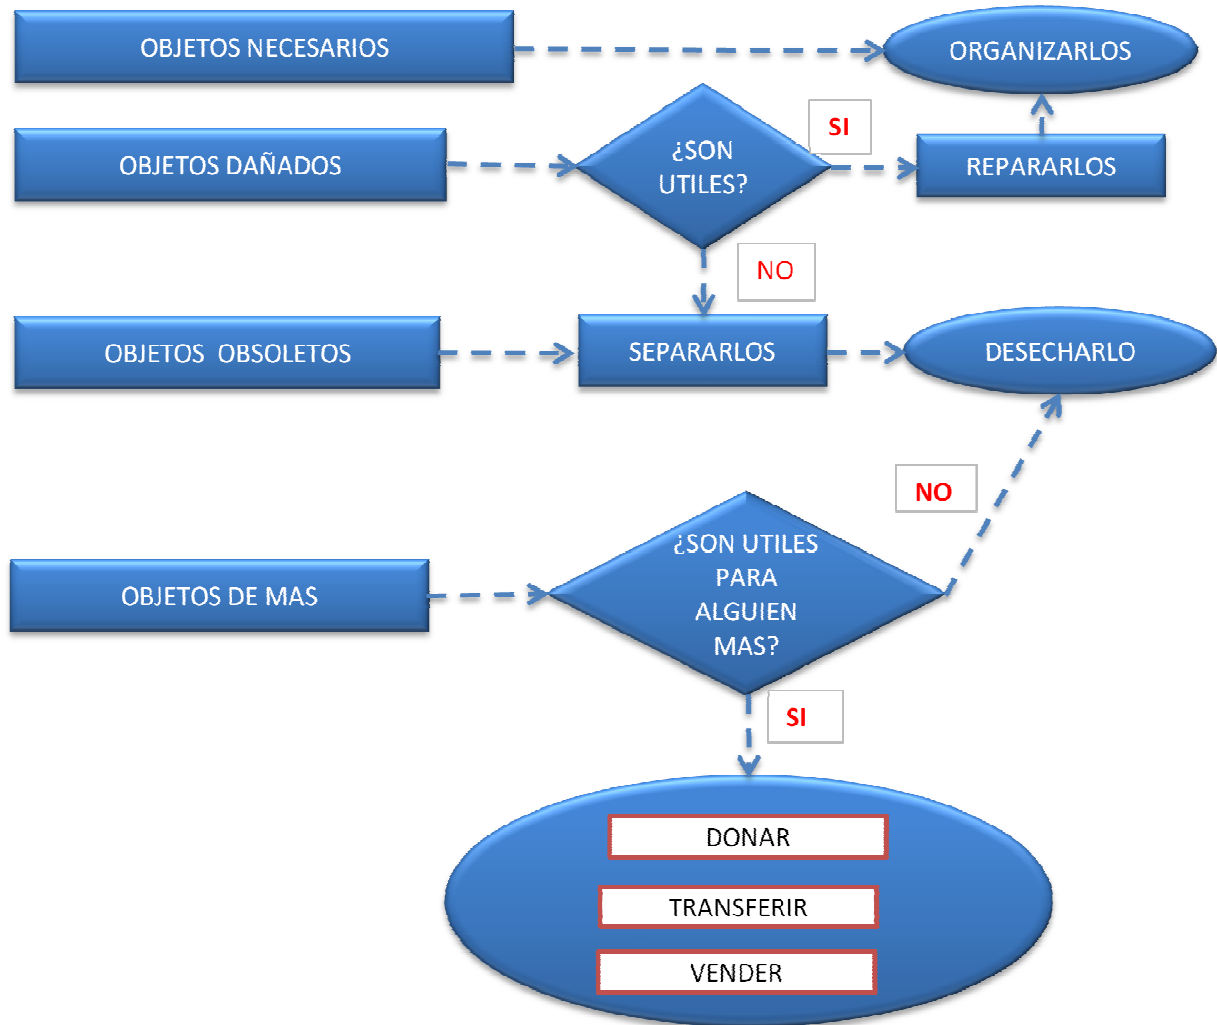 OBJETOS NECESARIOS
ORGANIZARLOS
OBJETOS DAÑADOS
¿SON
UTILES?
SI
REPARARLOS
NO
OBJETOS  OBSOLETOS
SEPARARLOS
DESECHARLO
NO
OBJETOS DE MAS
¿SON UTILES
PARA
ALGUIEN
MAS?
SI
DONAR
TRANSFERIR
VENDER